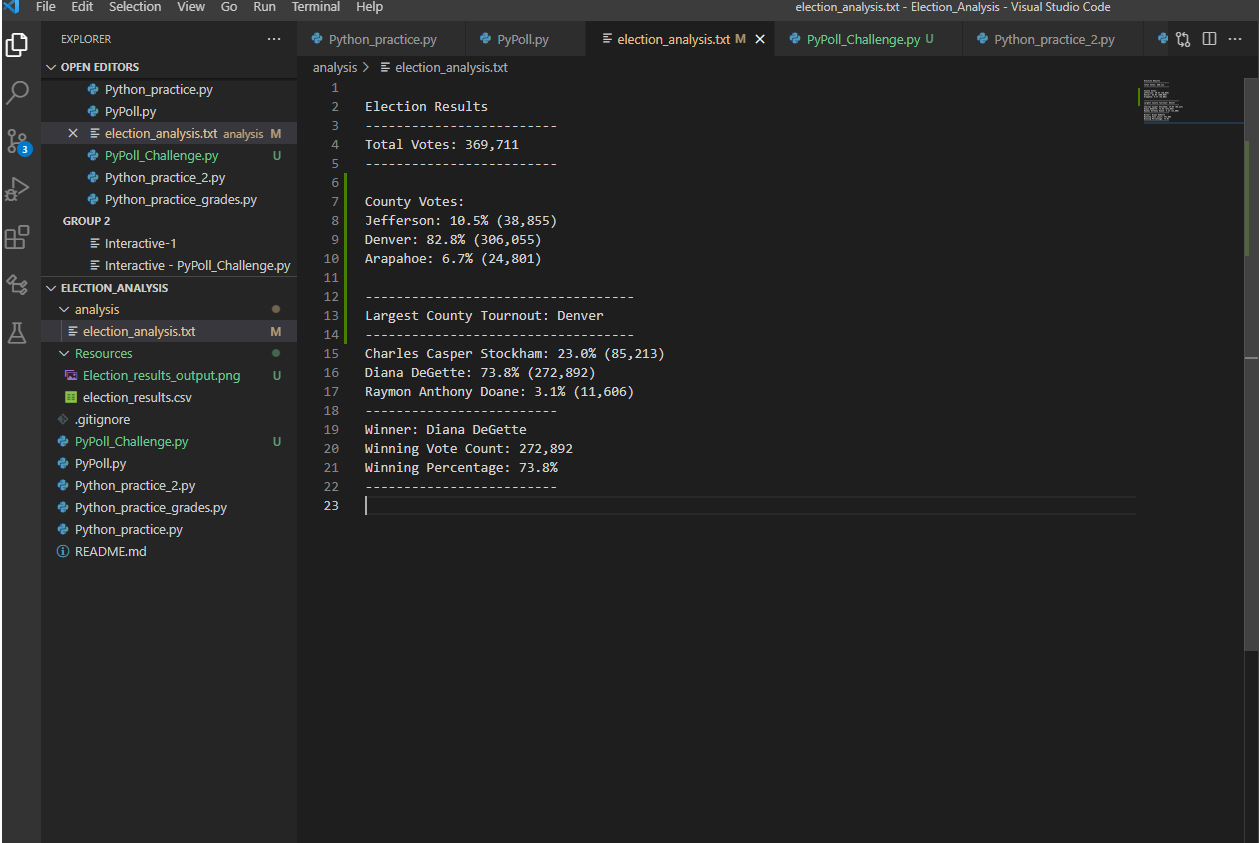 File Edit Selection View Go Run Terminal Help election_analysis.txt - Election_Analysis - Visual Studio Code
EXPLORER ···
OPEN EDITORS
Python_practice.py
PyPoll.py
election_analysis.txt analysis M
PyPoll_Challenge.py U
Python_practice_2.py
Python_practice_grades.py
GROUP 2
Interactive-1
Interactive - PyPoll_Challenge.py
ELECTION_ANALYSIS
analysis
election_analysis.txt M
Resources
Election_results_output.png U
election_results.csv
.gitignore
PyPoll_Challenge.py U
PyPoll.py
Python_practice_2.py
Python_practice_grades.py
Python_practice.py
README.md
3
Python_practice.py PyPoll.py election_analysis.txt M PyPoll_Challenge.py U Python_practice_2.py ···
analysis > election_analysis.txt
1
2 Election Results
3 -------------------------
4 Total Votes: 369,711
5 -------------------------
6
7 County Votes:
8 Jefferson: 10.5% (38,855)
9 Denver: 82.8% (306,055)
10 Arapahoe: 6.7% (24,801)
11
12 -----------------------------------
13 Largest County Tournout: Denver
14 -----------------------------------
15 Charles Casper Stockham: 23.0% (85,213)
16 Diana DeGette: 73.8% (272,892)
17 Raymon Anthony Doane: 3.1% (11,606)
18 -------------------------
19 Winner: Diana DeGette
20 Winning Vote Count: 272,892
21 Winning Percentage: 73.8%
22 -------------------------
23